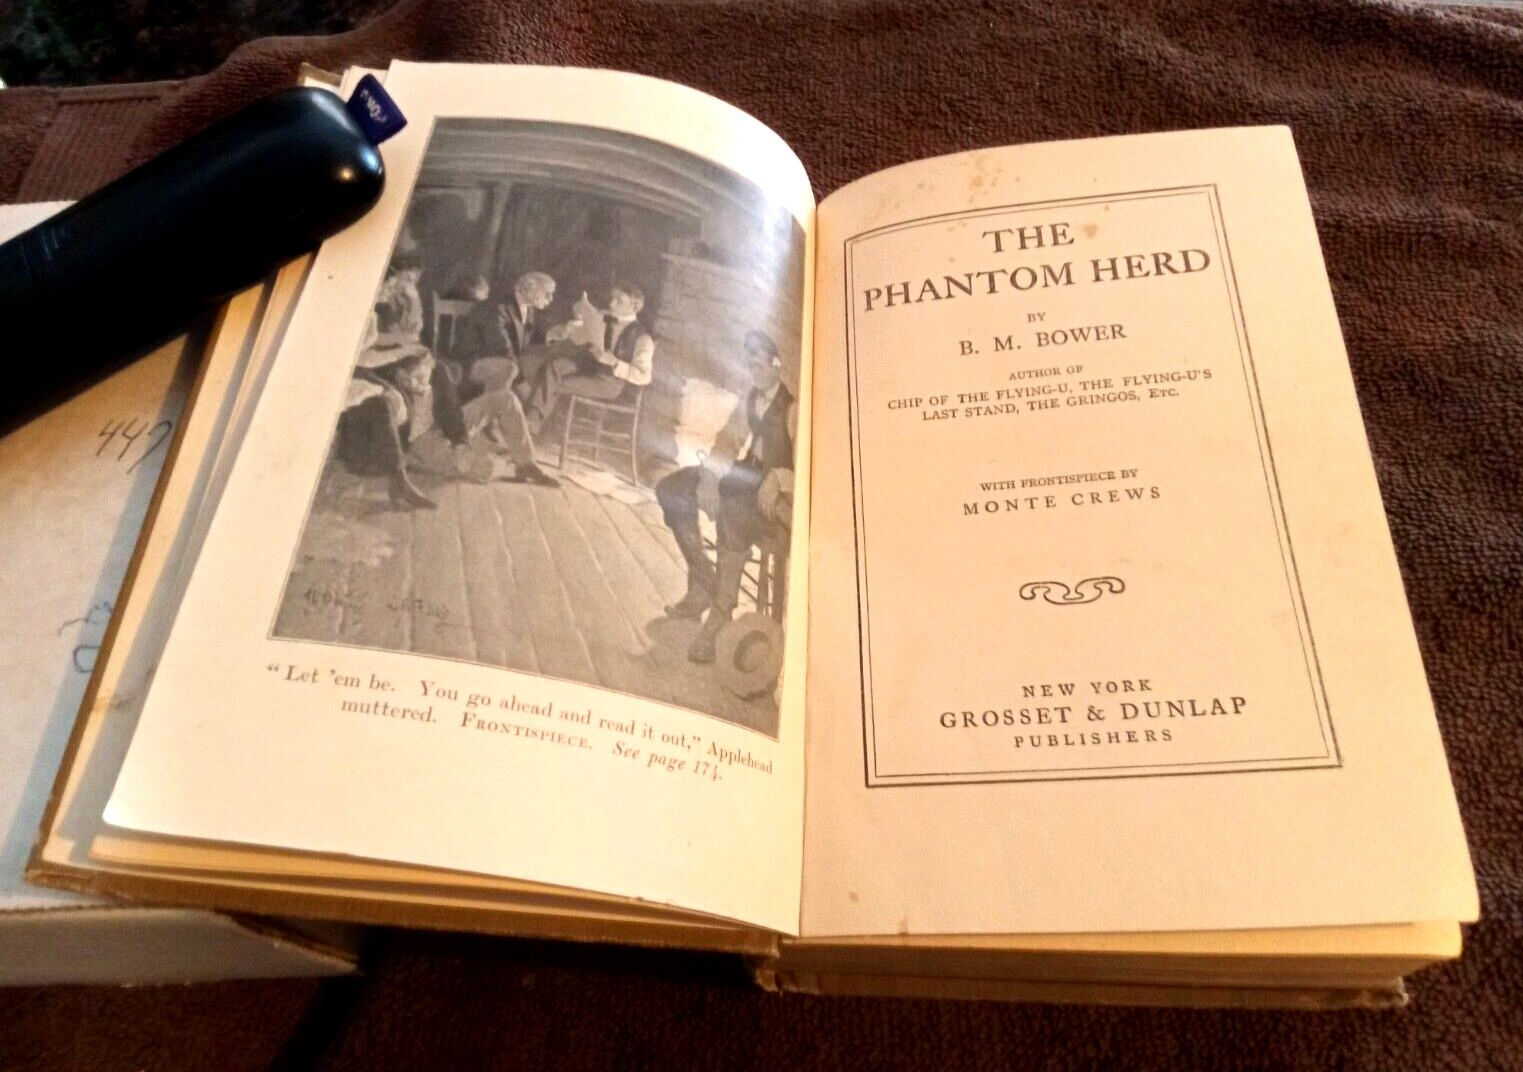 447
"Let 'em be. You go ahead and read it out," Applehead
muttered. FRONTISPIECE. See page 174.
THE
PHANTOM HERD
BY
B. M. BOWER
AUTHOR OF
CHIP OF THE FLYING-U, THE FLYING-U'S
LAST STAND, THE GRINGOS, ETC.
WITH FRONTISPIECE BY
MONTE CREWS
NEW YORK
GROSSET & DUNLAP
PUBLISHERS